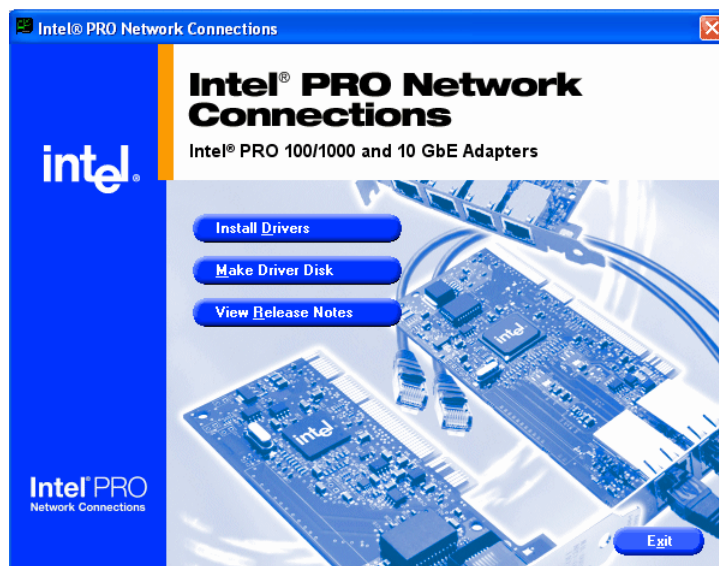 Intel® PRO Network Connections
Intel® PRO Network
Connections
Intel® PRO 100/1000 and 10 GbE Adapters
intel.
Install Drivers
Make Driver Disk
View Release Notes
intel
intel
Intel® PRO
Network Connections
Exit